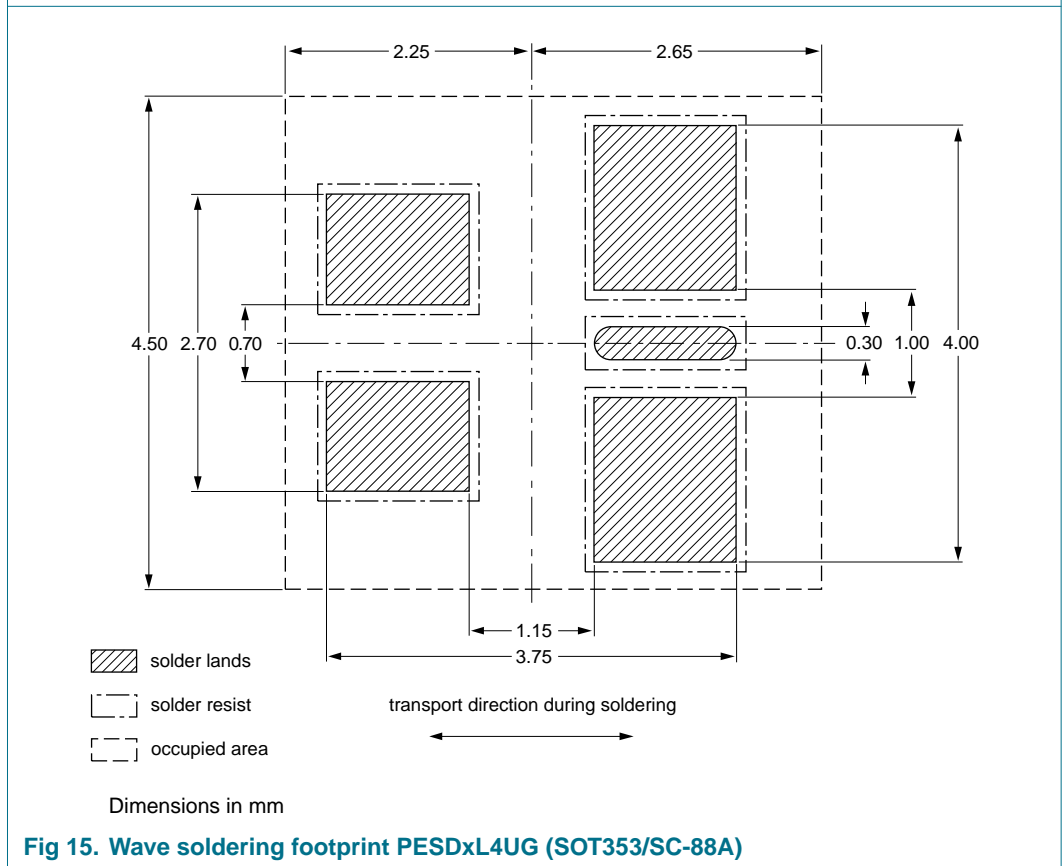 2.25
2.65
4.50
2.70
0.70
0.30
1.00
4.00
1.15
3.75
solder lands
solder resist
occupied area
transport direction during soldering
Dimensions in mm
Fig 15. Wave soldering footprint PESDxL4UG (SOT353/SC-88A)